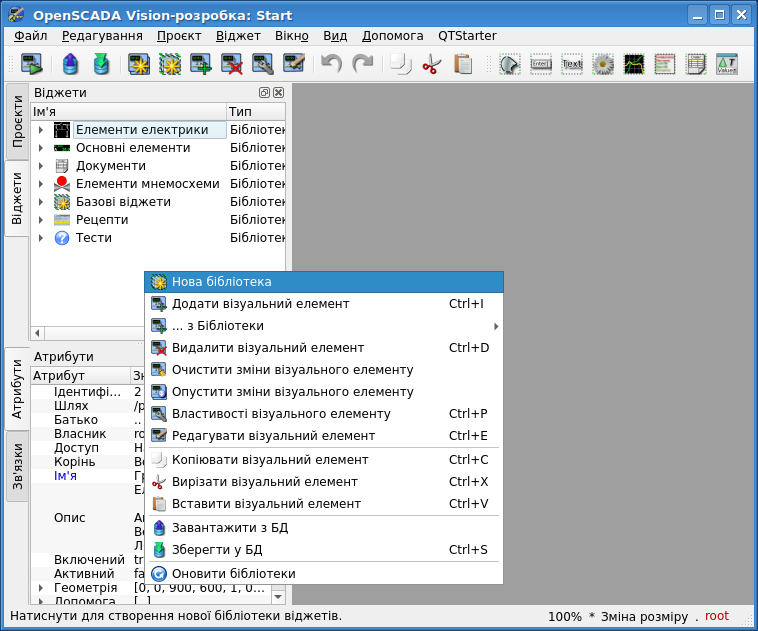 OpenSCADA Vision-розробка: Start
Файл Редагування Проєкт Віджет Вікно Вид Допомога QTStarter
Проєкти
Віджети
Атрибути
Зв'язки
Віджети
Ім'я Тип
Елементи електрики Бібліотек
Основні елементи Бібліотек
Документи Бібліотек
Елементи мнемосхеми Бібліотек
Базові віджети Бібліотек
Рецепти Бібліотек
Тести Бібліотек
Нова бібліотека
Додати візуальний елемент Ctrl+I
... з Бібліотеки
Видалити візуальний елемент Ctrl+D
Очистити зміни візуального елементу
Опустити зміни візуального елементу
Властивості візуального елементу Ctrl+P
Редагувати візуальний елемент Ctrl+E
Копіювати візуальний елемент Ctrl+C
Вирізати візуальний елемент Ctrl+X
Вставити візуальний елемент Ctrl+V
Завантажити з БД
Зберегти у БД Ctrl+S
Оновити бібліотеки
Атрибути
Атрибут Зн
Ідентифі... 2
Шлях /р
Батько ..
Власник ro
Доступ Н
Корінь Ве
Ім'я Гр
Ел
Опис
Включений tr
Активний fa
Геометрія [0, 0, 900, 600, 1, 0...
Допомога [, ]
Натиснути для створення нової бібліотеки віджетів. 100% * Зміна розміру . root